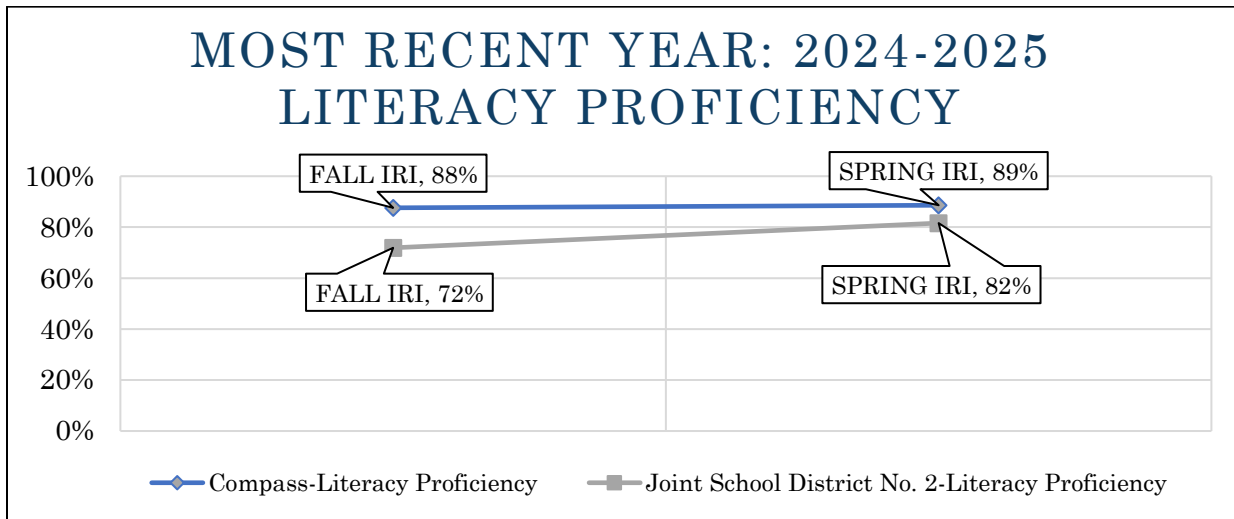 MOST RECENT YEAR: 2024-2025
LITERACY PROFICIENCY
FALL IRI, 88%
SPRING IRI, 89%
FALL IRI, 72%
SPRING IRI, 82%
100%
80%
60%
40%
20%
0%
Compass-Literacy Proficiency
Joint School District No. 2-Literacy Proficiency